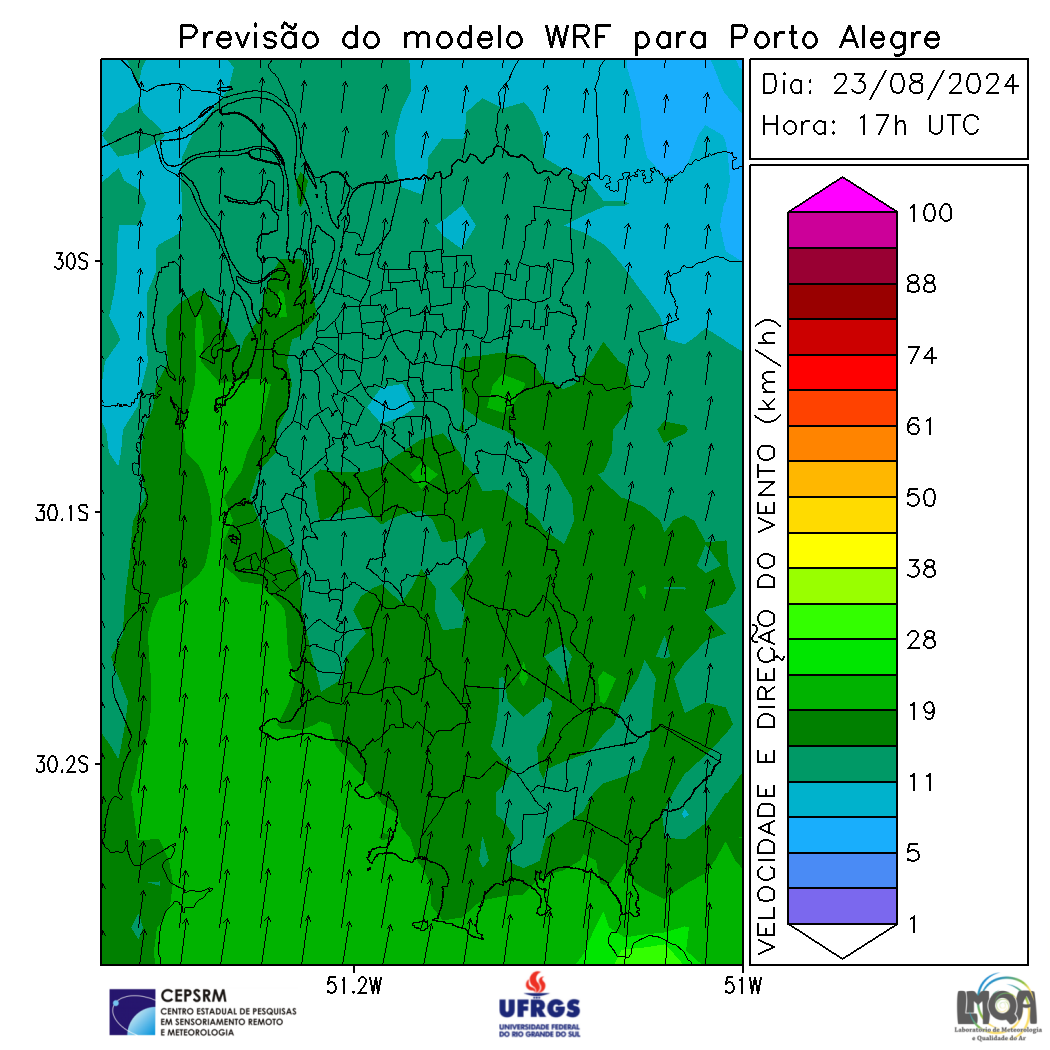 Previsão do modelo WRF para Porto Alegre
Dia: 23/08/2024
Hora: 17h UTC
30S
30.1S
30.2S
51.2W
51W
VELOCIDADE E DIREÇÃO DO VENTO (km/h)
100
88
74
61
50
38
28
19
11
5
1
CEPSRM
CENTRO ESTADUAL DE PESQUISAS
EM SENSORIAMENTO REMOTO
E METEOROLOGIA
UFRGS
UNIVERSIDADE FEDERAL
DO RIO GRANDE DO SUL
LMQA
Laboratório de Meteorologia
e Qualidade do Ar